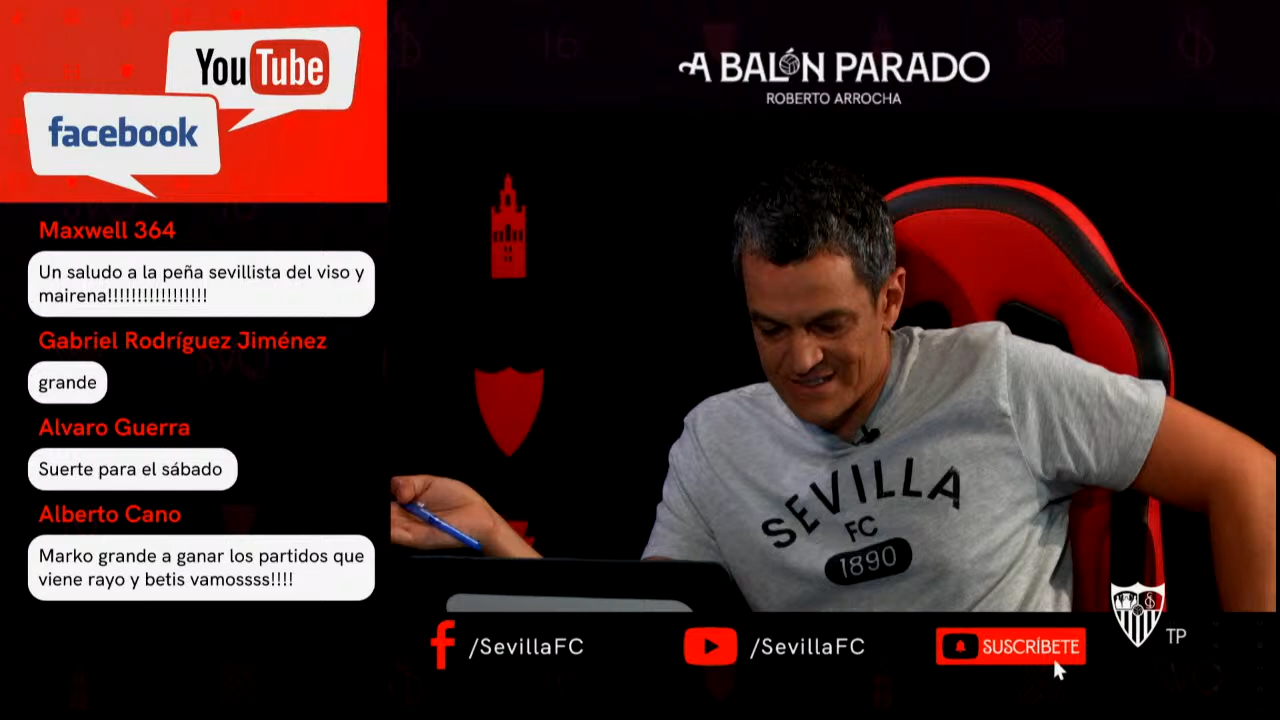 YouTube
facebook
Maxwell 364
Un saludo a la peña sevillista del viso y
mairena!!!!!!!!!!!!!!!!!
Gabriel Rodríguez Jiménez
grande
Alvaro Guerra
Suerte para el sábado
Alberto Cano
Marko grande a ganar los partidos que
viene rayo y betis vamossss!!!!
A BALÓN PARADO
ROBERTO ARROCHA
SEVILLA
FC
1890
/SevillaFC
/SevillaFC
SUSCRÍBETE
TP